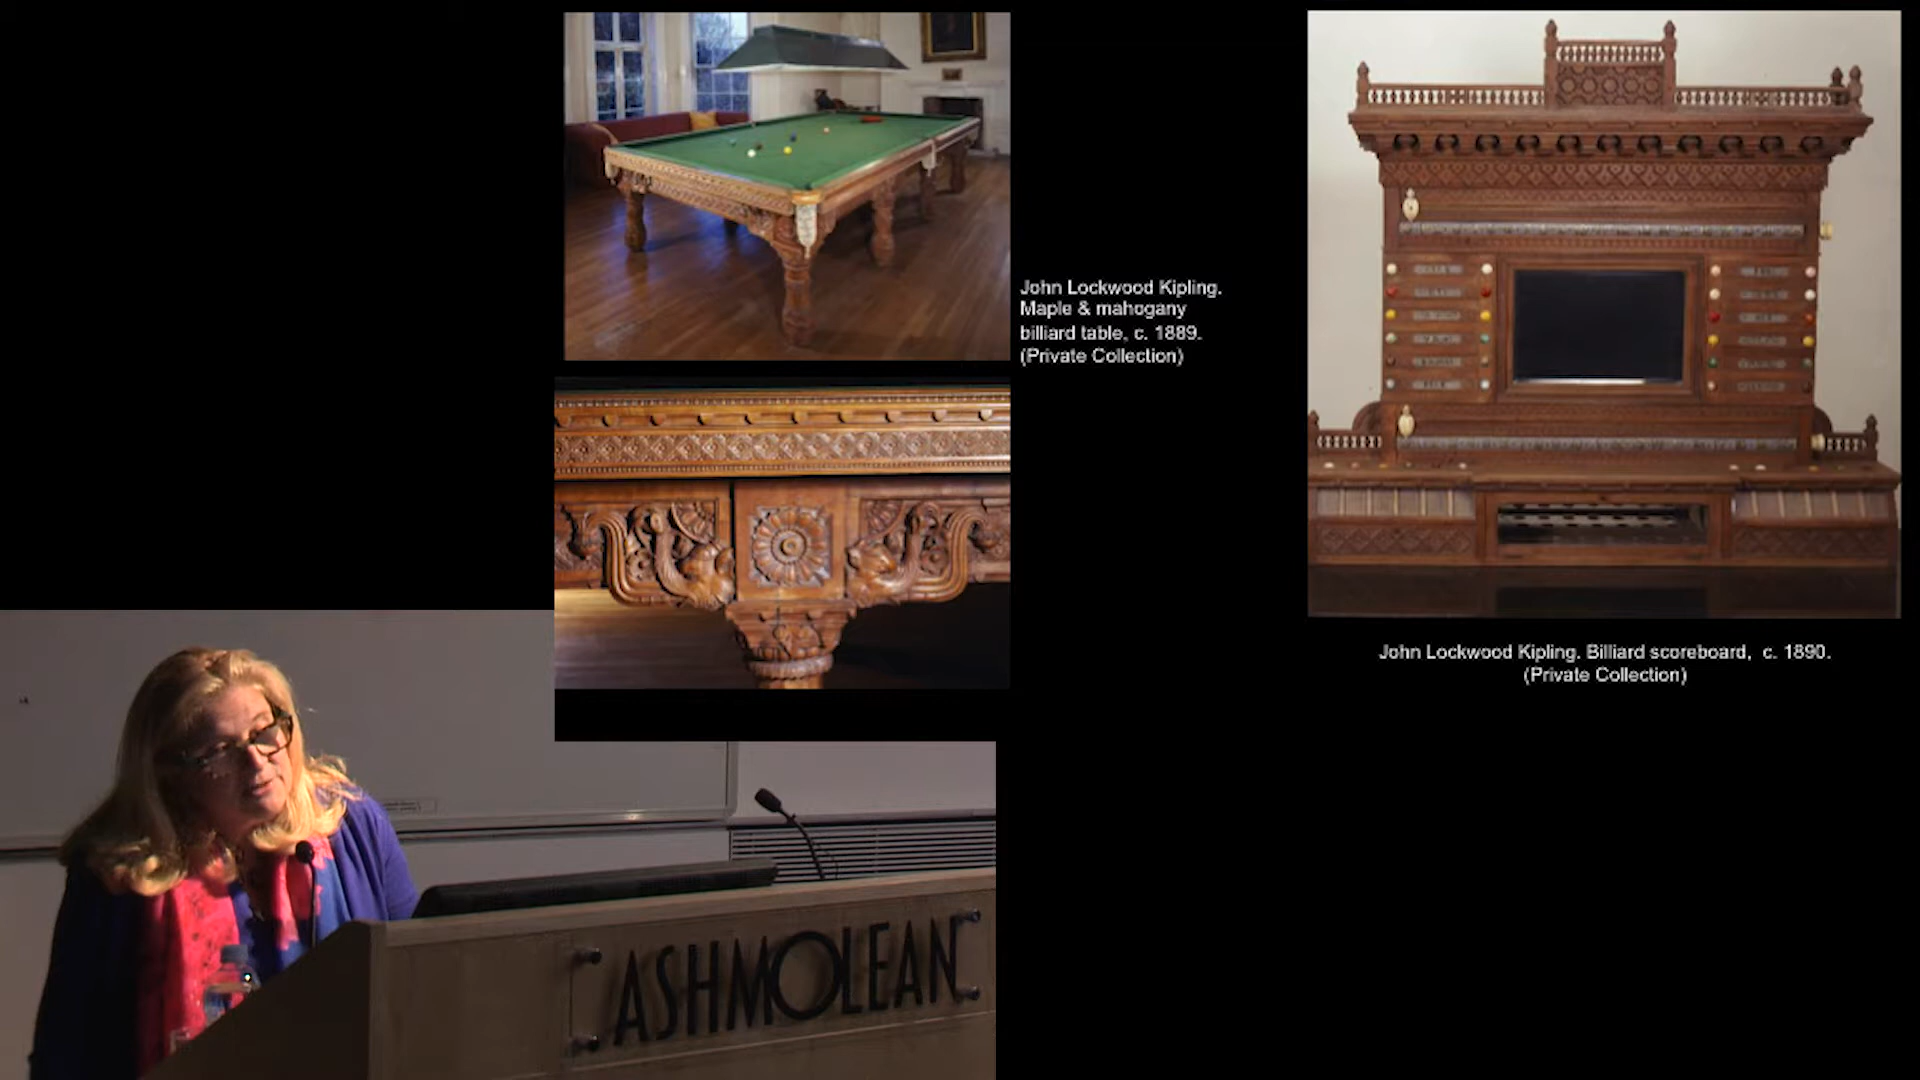 John Lockwood Kipling.
Maple & mahogany
billiard table, c. 1889.
(Private Collection)
John Lockwood Kipling. Billiard scoreboard, c. 1890.
(Private Collection)
ASHMOLEAN